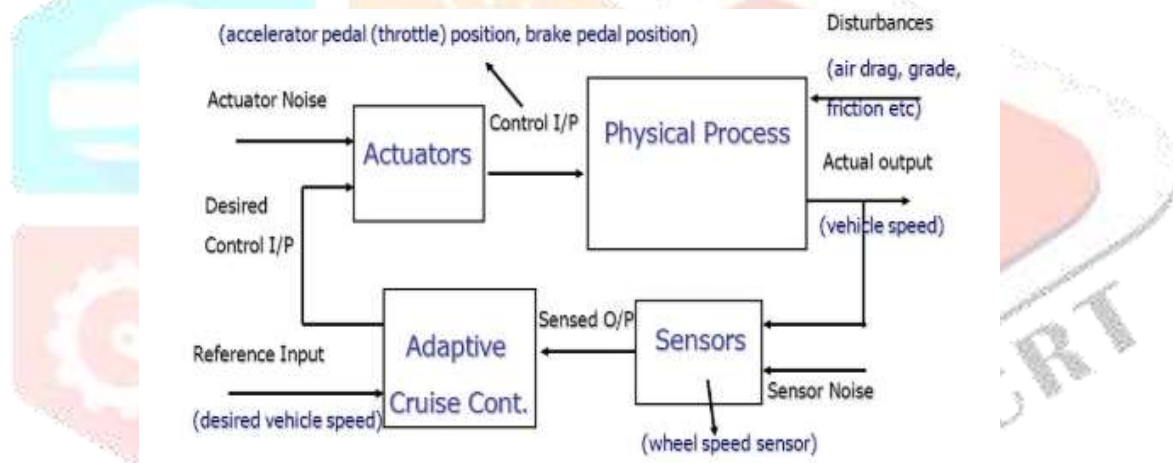 (accelerator pedal (throttle) position, brake pedal position)
Disturbances
(air drag, grade,
friction etc)
Actuator Noise
Control I/P
Physical Process
Actuators
Actual output
Desired
(vehicle speed)
Control I/P
Sensed O/P
Sensors
Adaptive
Reference Input
Cruise Cont.
Sensor Noise
(desired vehicle speed)
(wheel speed sensor)